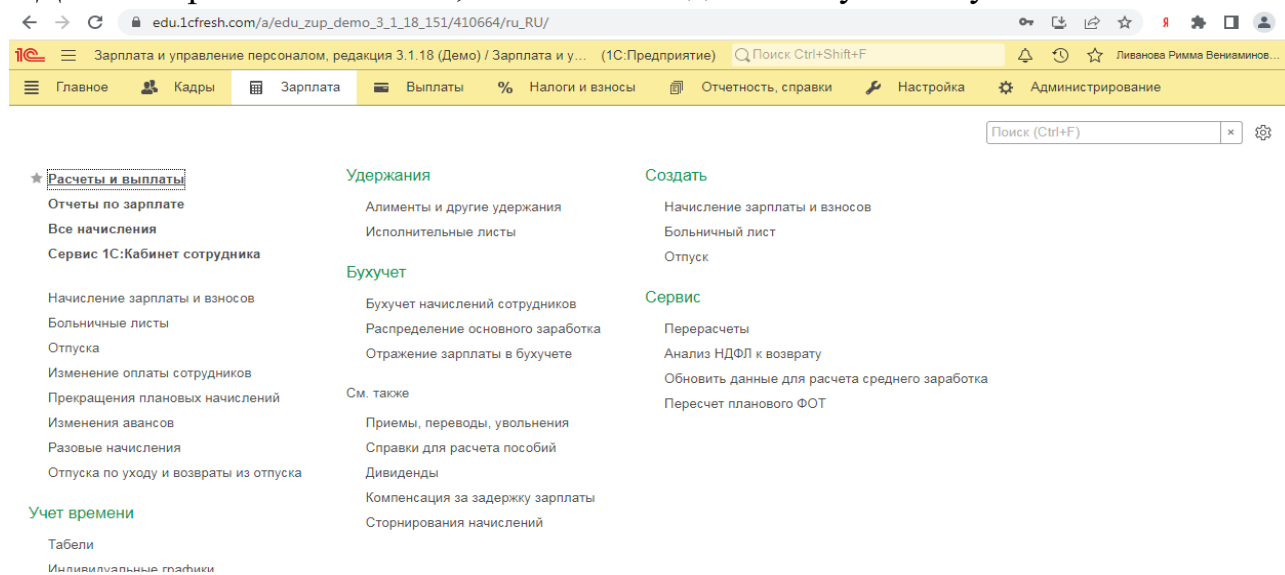 edu.1cfresh.com/a/edu_zup_demo_3_1_18_151/410664/ru_RU/
Я
1С Зарплата и управление персоналом, редакция 3.1.18 (Демо) / Зарплата и у... (1С:Предприятие) Поиск Ctrl+Shift+F Ливанова Римма Вениаминов...
Главное Кадры Зарплата Выплаты % Налоги и взносы Отчетность, справки Настройка Администрирование
Поиск (Ctrl+F) ×
Расчеты и выплаты
Отчеты по зарплате
Все начисления
Сервис 1С:Кабинет сотрудника
Начисление зарплаты и взносов
Больничные листы
Отпуска
Изменение оплаты сотрудников
Прекращения плановых начислений
Изменения авансов
Разовые начисления
Отпуска по уходу и возвраты из отпуска
Учет времени
Табели
Индивидуальные графики
Удержания
Алименты и другие удержания
Исполнительные листы
Бухучет
Бухучет начислений сотрудников
Распределение основного заработка
Отражение зарплаты в бухучете
См. также
Приемы, переводы, увольнения
Справки для расчета пособий
Дивиденды
Компенсация за задержку зарплаты
Сторнирования начислений
Создать
Начисление зарплаты и взносов
Больничный лист
Отпуск
Сервис
Перерасчеты
Анализ НДФЛ к возврату
Обновить данные для расчета среднего заработка
Пересчет планового ФОТ